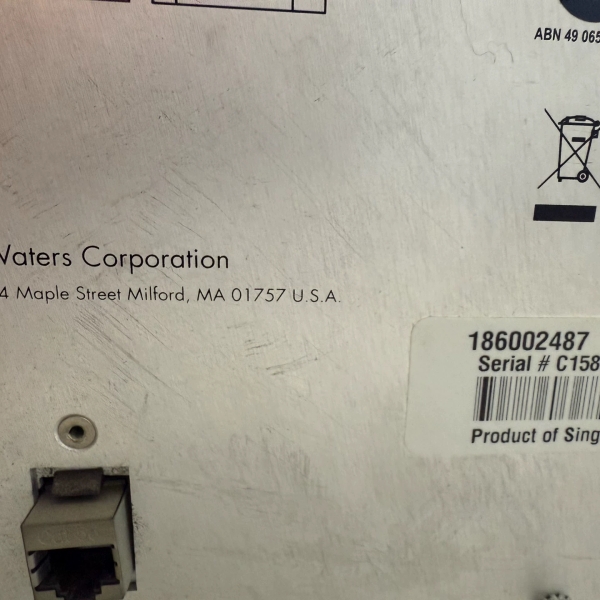 ABN 49 065
Waters Corporation
4 Maple Street Milford, MA 01757 U.S.A.
186002487
Serial # C158
Product of Sing